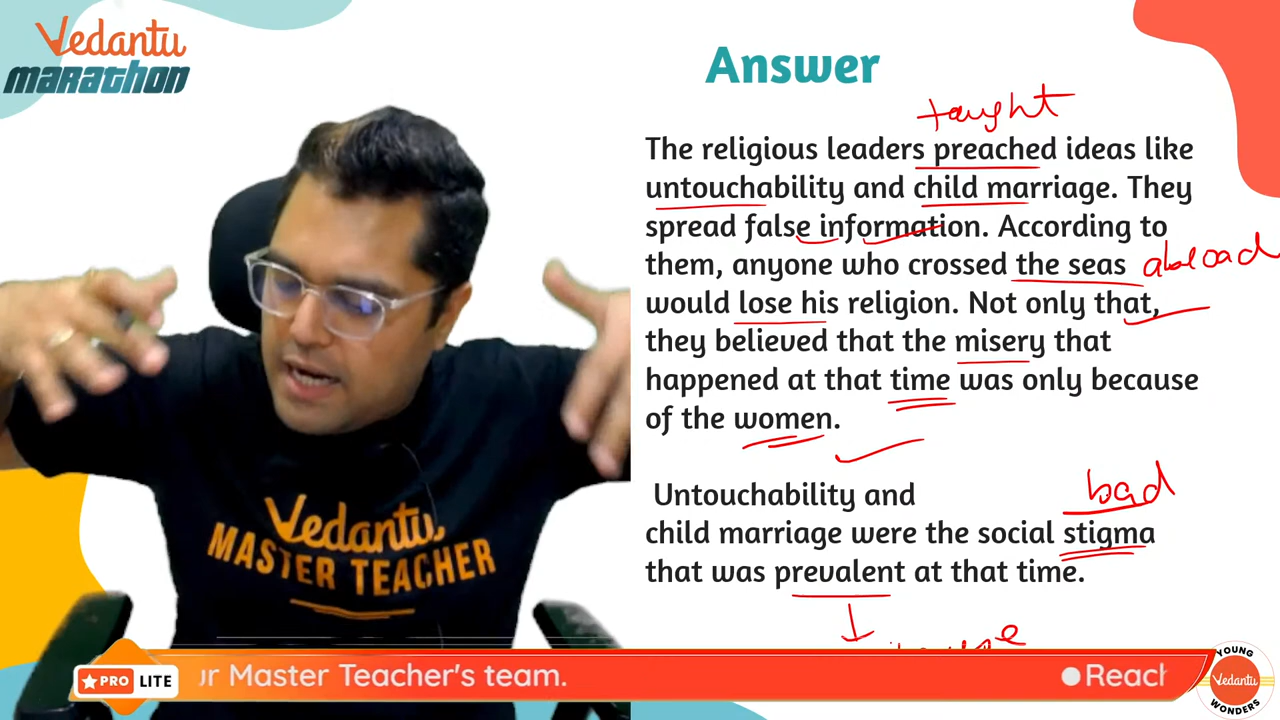 Vedantu
MARATHON
Answer
taught
The religious leaders preached ideas like
untouchability and child marriage. They
spread false information. According to
them, anyone who crossed the seas abroad
would lose his religion. Not only that,
they believed that the misery that
happened at that time was only because
of the women.
bad
Untouchability and
child marriage were the social stigma
that was prevalent at that time.
Vedantu
MASTER TEACHER
PRO LITE
ur Master Teacher's team.
Reach
YOUNG
Vedantu
WONDERS